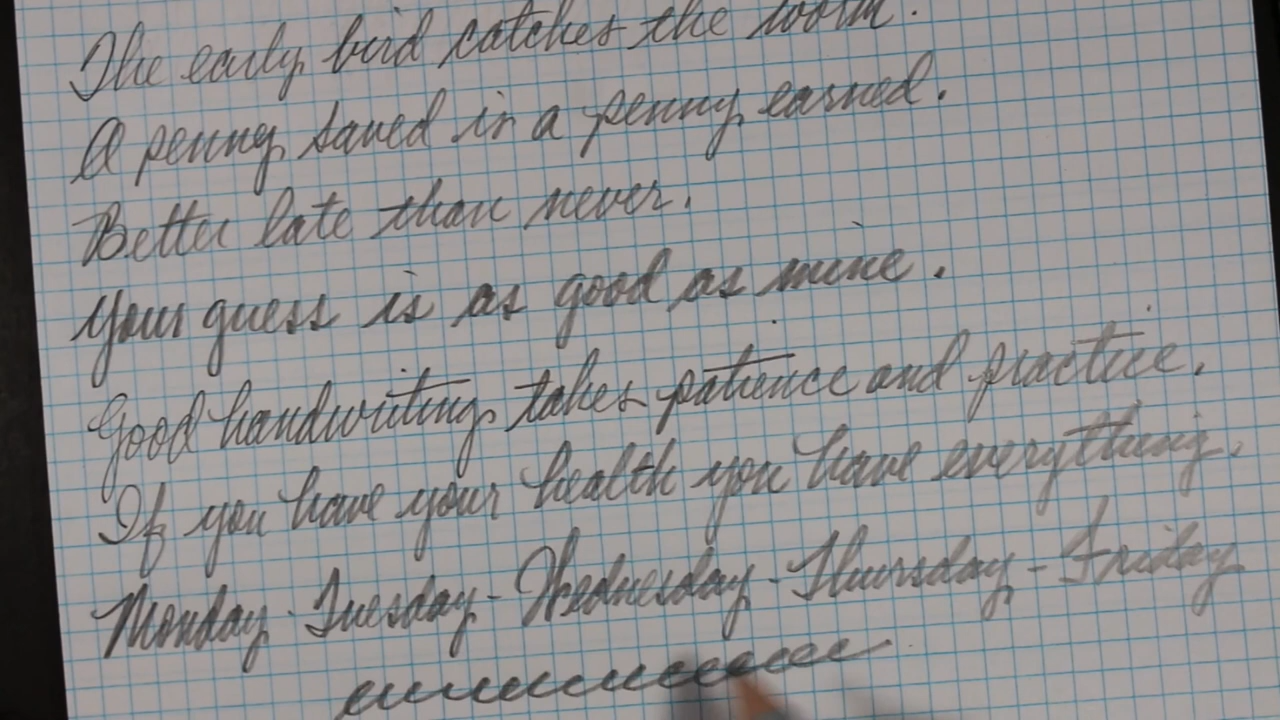 The early bird catches the worm.
A penny saved is a penny earned.
Better late than never.
Your guess is as good as mine.
Good handwriting takes patience and practice.
If you have your health you have everything.
Monday - Tuesday - Wednesday - Thursday - Friday